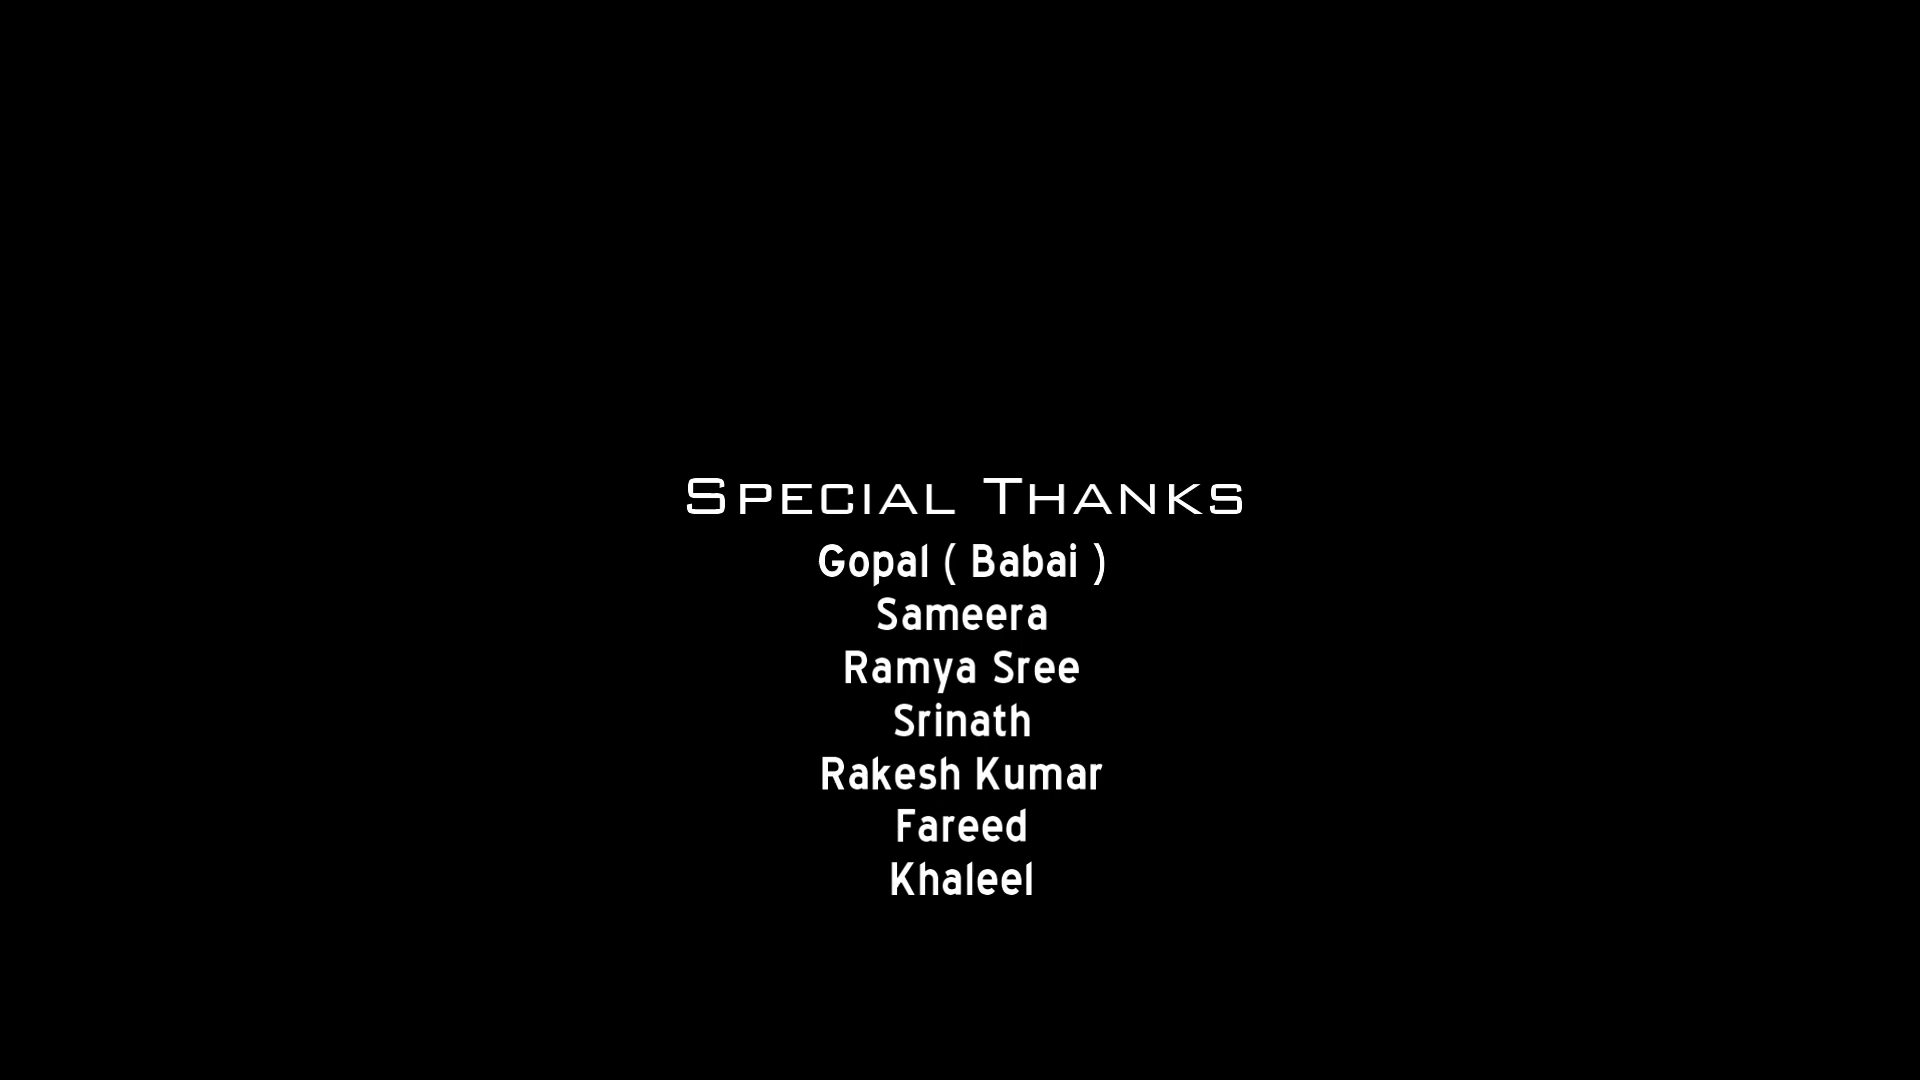 Special Thanks
Gopal ( Babai )
Sameera
Ramya Sree
Srinath
Rakesh Kumar
Fareed
Khaleel